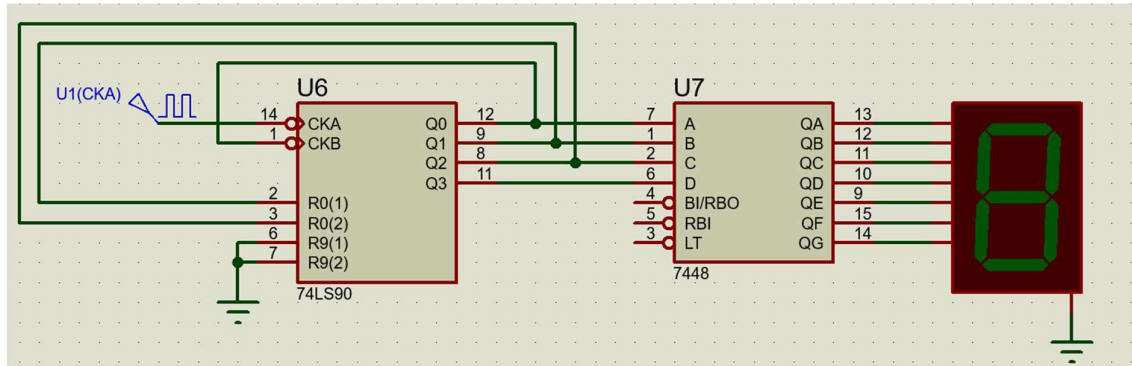 U6
U7
U1(CKA)
14 CKA Q0 12
1 CKB Q1 9
Q2 8
Q3 11
2 R0(1)
3 R0(2)
6 R9(1)
7 R9(2)
74LS90
7 A QA 13
1 B QB 12
2 C QC 11
6 D QD 10
4 BI/RBO QE 9
5 RBI QF 15
3 LT QG 14
7448